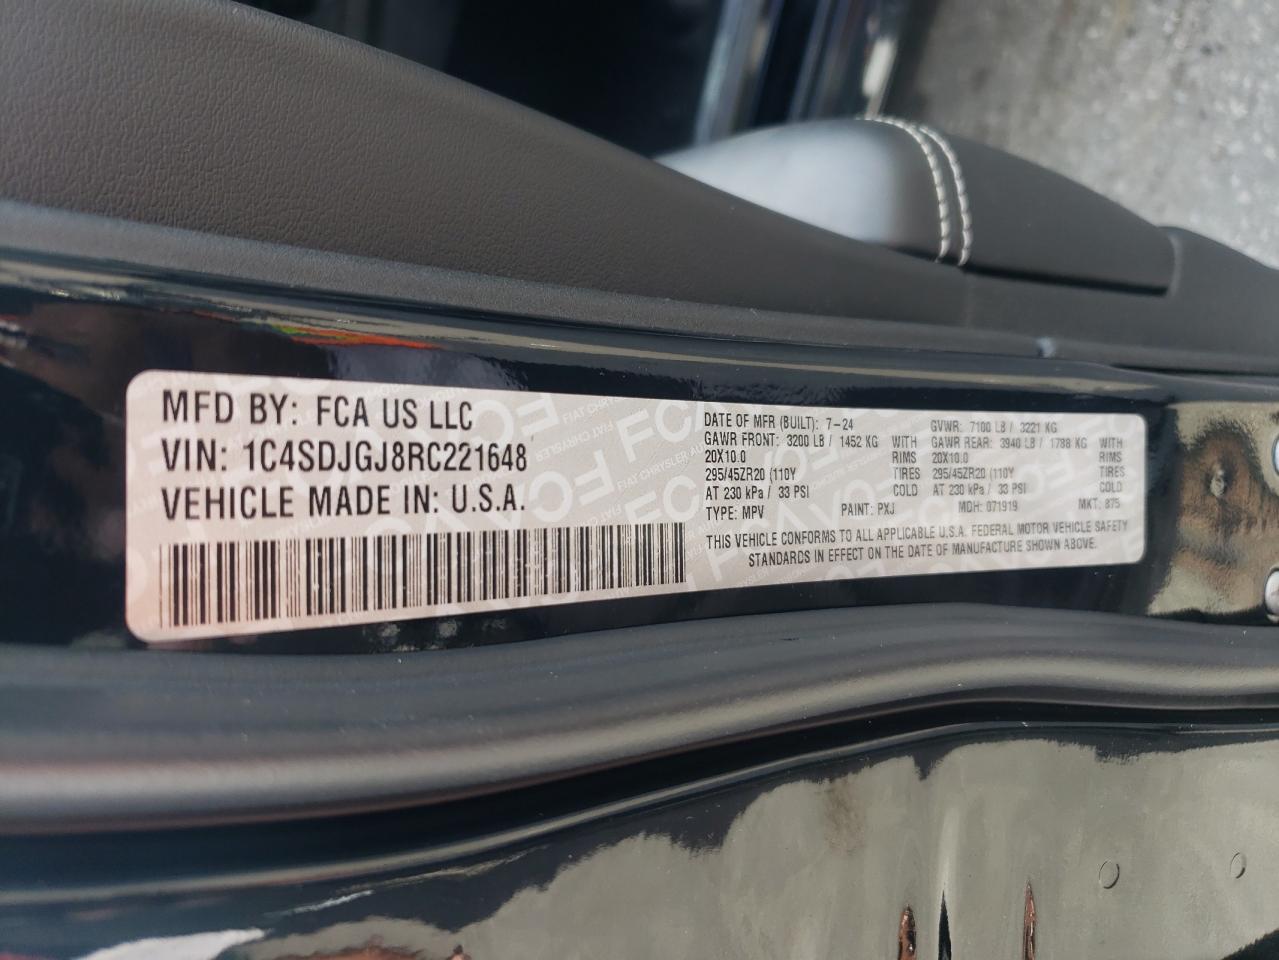 MFD BY: FCA US LLC
VIN: 1C4SDJGJ8RC221648
VEHICLE MADE IN: U.S.A.
DATE OF MFR (BUILT): 7-24 GVWR: 7100 LB / 3221 KG
GAWR FRONT: 3200 LB / 1452 KG WITH GAWR REAR: 3940 LB / 1788 KG WITH
20X10.0 RIMS 20X10.0 RIMS
295/45ZR20 (110Y TIRES 295/45ZR20 (110Y TIRES
AT 230 kPa / 33 PSI COLD AT 230 kPa / 33 PSI COLD
TYPE: MPV PAINT: PXJ MDH: 071919 MKT: 875
THIS VEHICLE CONFORMS TO ALL APPLICABLE U.S.A. FEDERAL MOTOR VEHICLE SAFETY
STANDARDS IN EFFECT ON THE DATE OF MANUFACTURE SHOWN ABOVE.